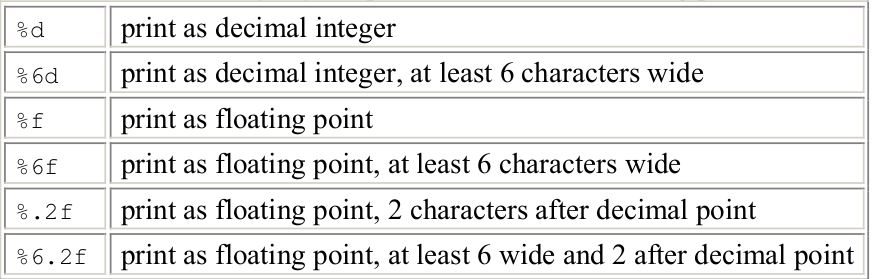 %d print as decimal integer
%6d print as decimal integer, at least 6 characters wide
%f print as floating point
%6f print as floating point, at least 6 characters wide
%.2f print as floating point, 2 characters after decimal point
%6.2f print as floating point, at least 6 wide and 2 after decimal point